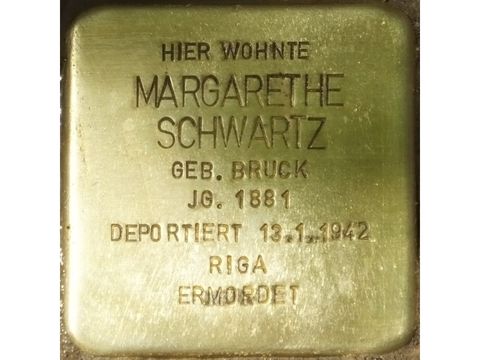 HIER WOHNTE
MARGARETHE
SCHWARTZ
GEB. BRUCK
JG. 1881
DEPORTIERT 13.1.1942
RIGA
ERMORDET